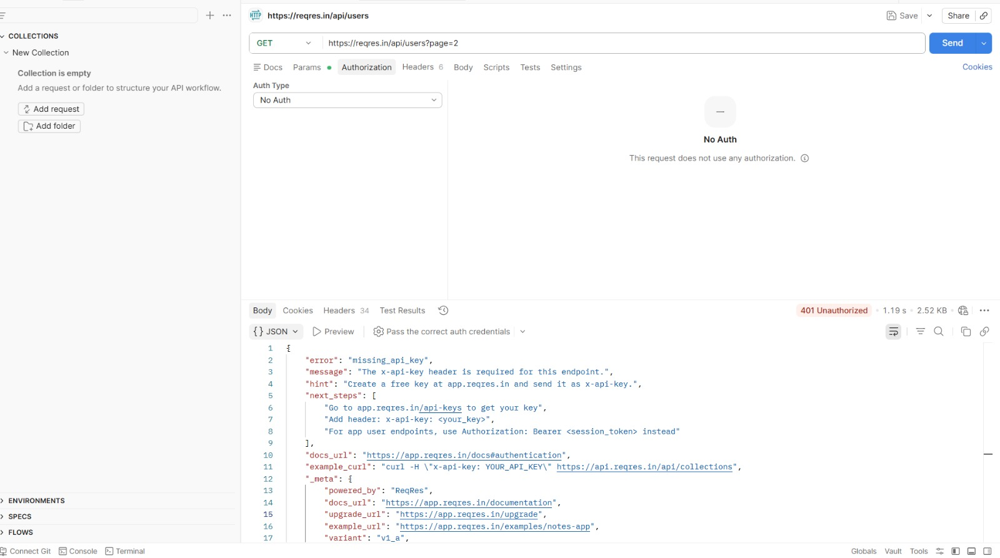 COLLECTIONS
New Collection
Collection is empty
Add a request or folder to structure your API workflow.
Add request
Add folder
ENVIRONMENTS
SPECS
FLOWS
HTTP https://reqres.in/api/users
Save Share
GET https://reqres.in/api/users?page=2 Send
Docs Params Authorization Headers 6 Body Scripts Tests Settings Cookies
Auth Type
No Auth
No Auth
This request does not use any authorization.
Body Cookies Headers 34 Test Results 401 Unauthorized • 1.19 s • 2.52 KB
{} JSON Preview Pass the correct auth credentials
1 {
2 "error": "missing_api_key",
3 "message": "The x-api-key header is required for this endpoint.",
4 "hint": "Create a free key at app.reqres.in and send it as x-api-key.",
5 "next_steps": [
6 "Go to app.reqres.in/api-keys to get your key",
7 "Add header: x-api-key: <your_key>",
8 "For app user endpoints, use Authorization: Bearer <session_token> instead"
9 ],
10 "docs_url": "https://app.reqres.in/docs#authentication",
11 "example_curl": "curl -H \"x-api-key: YOUR_API_KEY\" https://api.reqres.in/api/collections",
12 "_meta": {
13 "powered_by": "ReqRes",
14 "docs_url": "https://app.reqres.in/documentation",
15 "upgrade_url": "https://app.reqres.in/upgrade",
16 "example_url": "https://app.reqres.in/examples/notes-app",
17 "variant": "v1_a",
Connect Git Console Terminal Globals Vault Tools